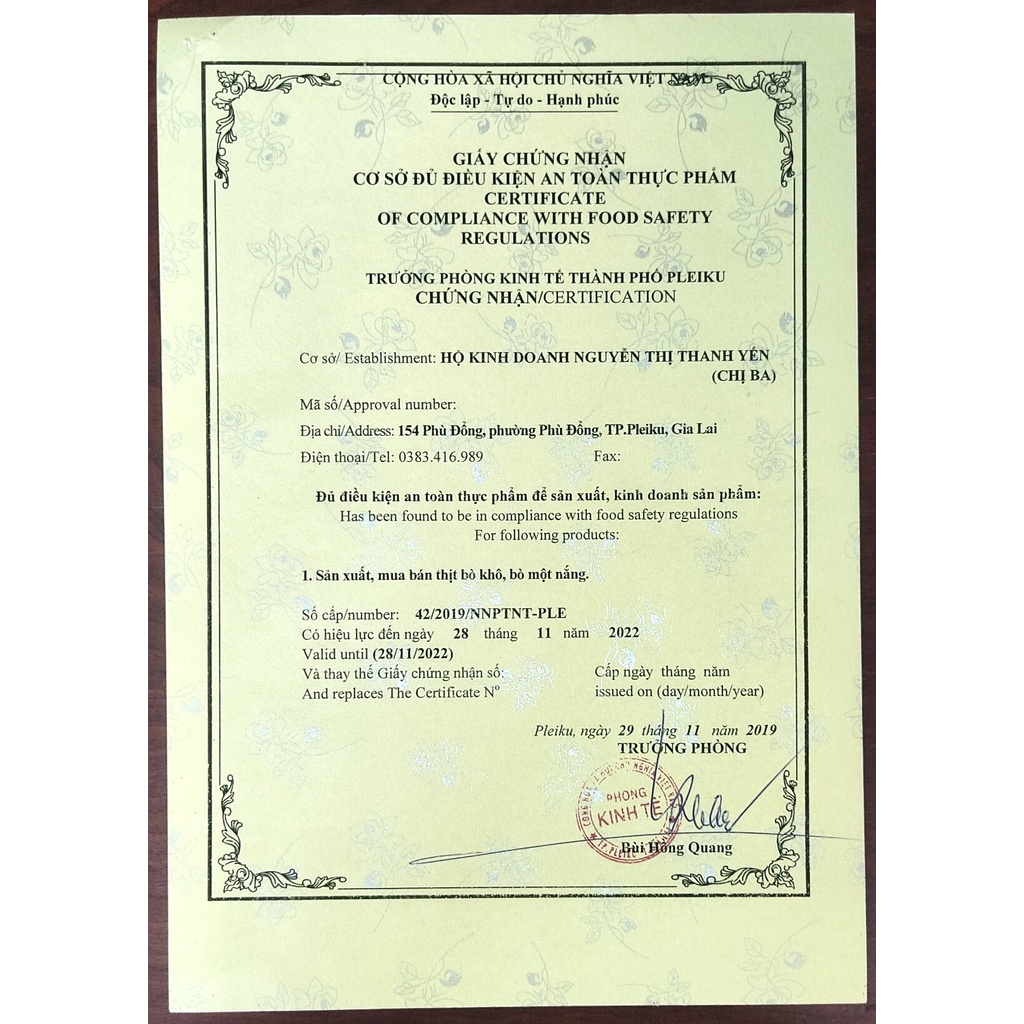 CỘNG HÒA XÃ HỘI CHỦ NGHĨA VIỆT NAM
Độc lập - Tự do - Hạnh phúc
GIẤY CHỨNG NHẬN
CƠ SỞ ĐỦ ĐIỀU KIỆN AN TOÀN THỰC PHẨM
CERTIFICATE
OF COMPLIANCE WITH FOOD SAFETY
REGULATIONS
TRƯỞNG PHÒNG KINH TẾ THÀNH PHỐ PLEIKU
CHỨNG NHẬN/CERTIFICATION
Cơ sở/ Establishment: HỘ KINH DOANH NGUYỄN THỊ THANH YẾN
(CHỊ BA)
Mã số/Approval number:
Địa chỉ/Address: 154 Phù Đổng, phường Phù Đổng, TP.Pleiku, Gia Lai
Điện thoại/Tel: 0383.416.989 Fax:
Đủ điều kiện an toàn thực phẩm để sản xuất, kinh doanh sản phẩm:
Has been found to be in compliance with food safety regulations
For following products:
1. Sản xuất, mua bán thịt bò khô, bò một nắng.
Số cấp/number: 42/2019/NNPTNT-PLE
Có hiệu lực đến ngày 28 tháng 11 năm 2022
Valid until (28/11/2022)
Và thay thế Giấy chứng nhận số: Cấp ngày tháng năm
And replaces The Certificate Nº issued on (day/month/year)
Pleiku, ngày 29 tháng 11 năm 2019
TRƯỞNG PHÒNG
PHÒNG
KINH TẾ
Bùi Hồng Quang